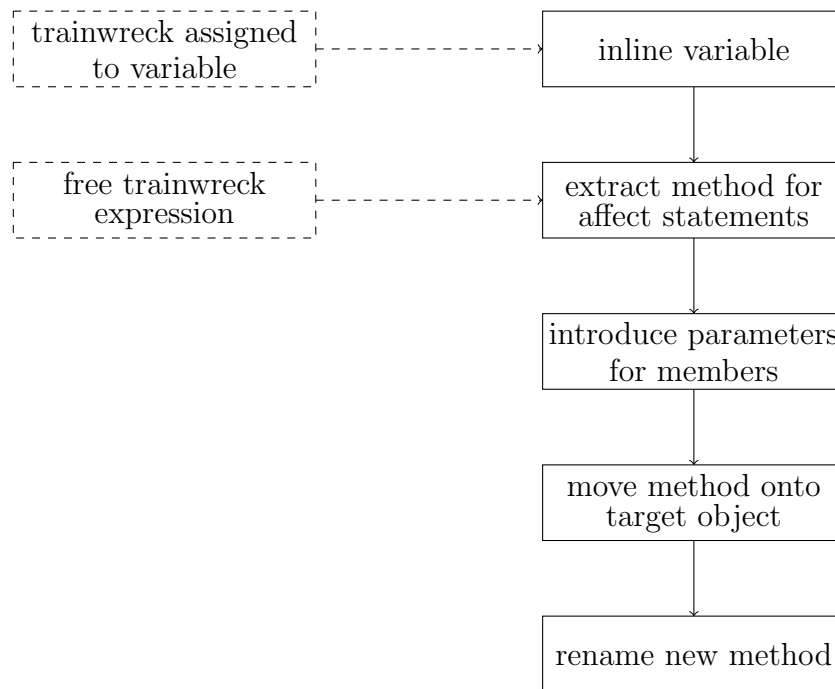 trainwreck assigned
to variable
inline variable
free trainwreck
expression
extract method for
affect statements
introduce parameters
for members
move method onto
target object
rename new method